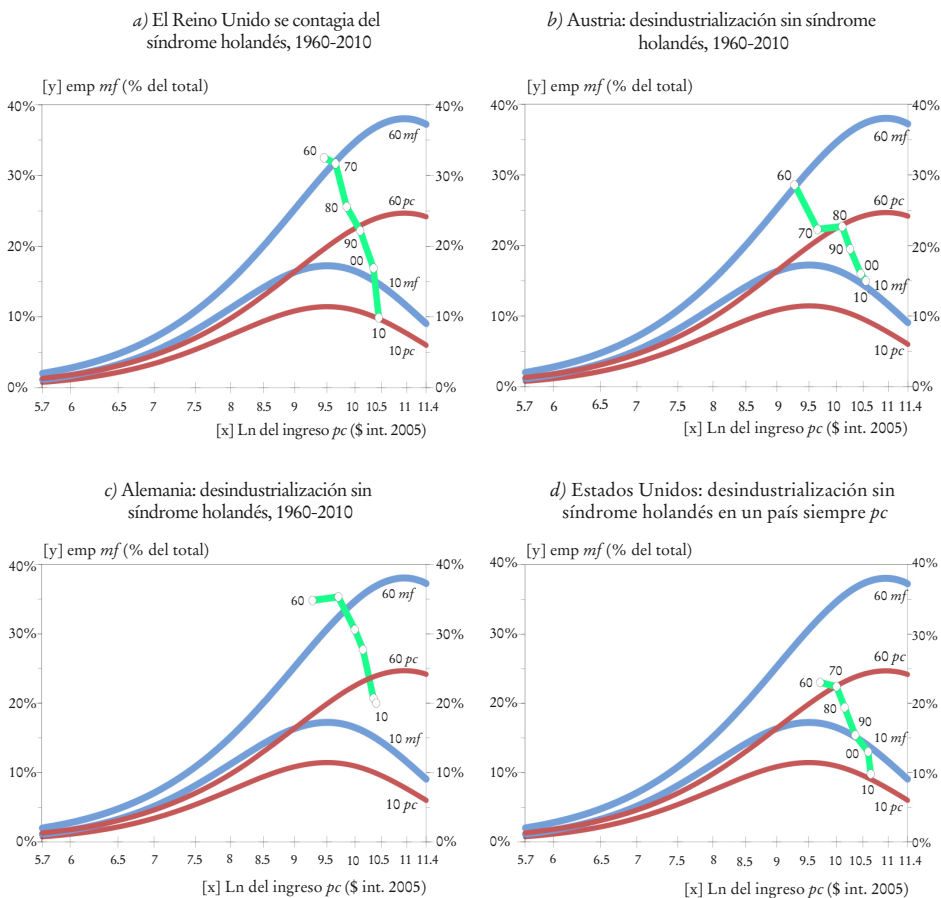 a) El Reino Unido se contagia del
síndrome holandés, 1960-2010
[y] emp mf (% del total)
40%
40%
60 mf
60
70
30%
30%
60 pc
80
20%
20%
90
00
10 mf
10%
10%
10
10 pc
0%
0%
5.7 6 6.5 7 7.5 8 8.5 9 9.5 10 10.5 11 11.4
[x] Ln del ingreso pc ($ int. 2005)
b) Austria: desindustrialización sin síndrome
holandés, 1960-2010
[y] emp mf (% del total)
40%
40%
60 mf
60
30%
30%
60 pc
80
70
20%
20%
90
00
10 mf
10
10%
10%
10 pc
0%
0%
5.7 6 6.5 7 7.5 8 8.5 9 9.5 10 10.5 11 11.4
[x] Ln del ingreso pc ($ int. 2005)
c) Alemania: desindustrialización sin
síndrome holandés, 1960-2010
[y] emp mf (% del total)
40%
40%
60 mf
60
30%
30%
60 pc
20%
20%
10
10 mf
10%
10%
10 pc
0%
0%
5.7 6 6.5 7 7.5 8 8.5 9 9.5 10 10.5 11 11.4
[x] Ln del ingreso pc ($ int. 2005)
d) Estados Unidos: desindustrialización sin
síndrome holandés en un país siempre pc
[y] emp mf (% del total)
40%
40%
60 mf
30%
30%
60 pc
70
60
20%
20%
80
90
10 mf
00
10%
10%
10
10 pc
0%
0%
5.7 6 6.5 7 7.5 8 8.5 9 9.5 10 10.5 11 11.4
[x] Ln del ingreso pc ($ int. 2005)